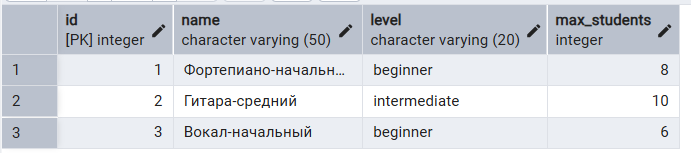 id name level max_students
[PK] integer character varying (50) character varying (20) integer
1 1 Фортепиано-начальн... beginner 8
2 2 Гитара-средний intermediate 10
3 3 Вокал-начальный beginner 6